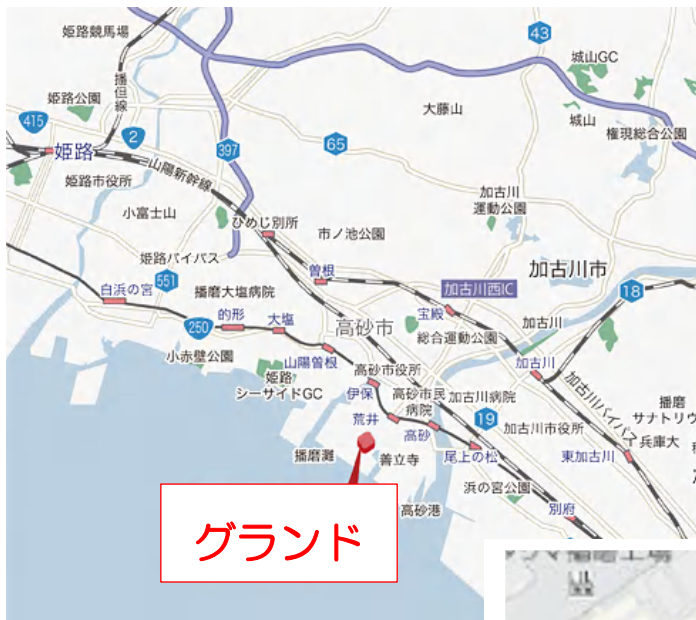 姫路競馬場
43
播但線
城山GC
姫路公園
大藤山
城山
415
2
権現総合公園
397
65
姫路
山陽新幹線
姫路市役所
加古川
運動公園
小富士山
ひめじ別所
市ノ池公園
姫路バイパス
曽根
加古川市
551
加古川西IC
18
白浜の宮
播磨大塩病院
宝殿
的形
大塩
高砂市
加古川
250
総合運動公園
小赤壁公園
山陽曽根
加古川
姫路
シーサイドGC
高砂市役所
加古川バイパス
伊保
高砂市民
病院
加古川病院
播磨
サナトリウ
荒井
19
高砂
加古川市役所
兵庫大
播磨灘
善立寺
尾上の松
東加古川
浜の宮公園
高砂港
別府
グランド